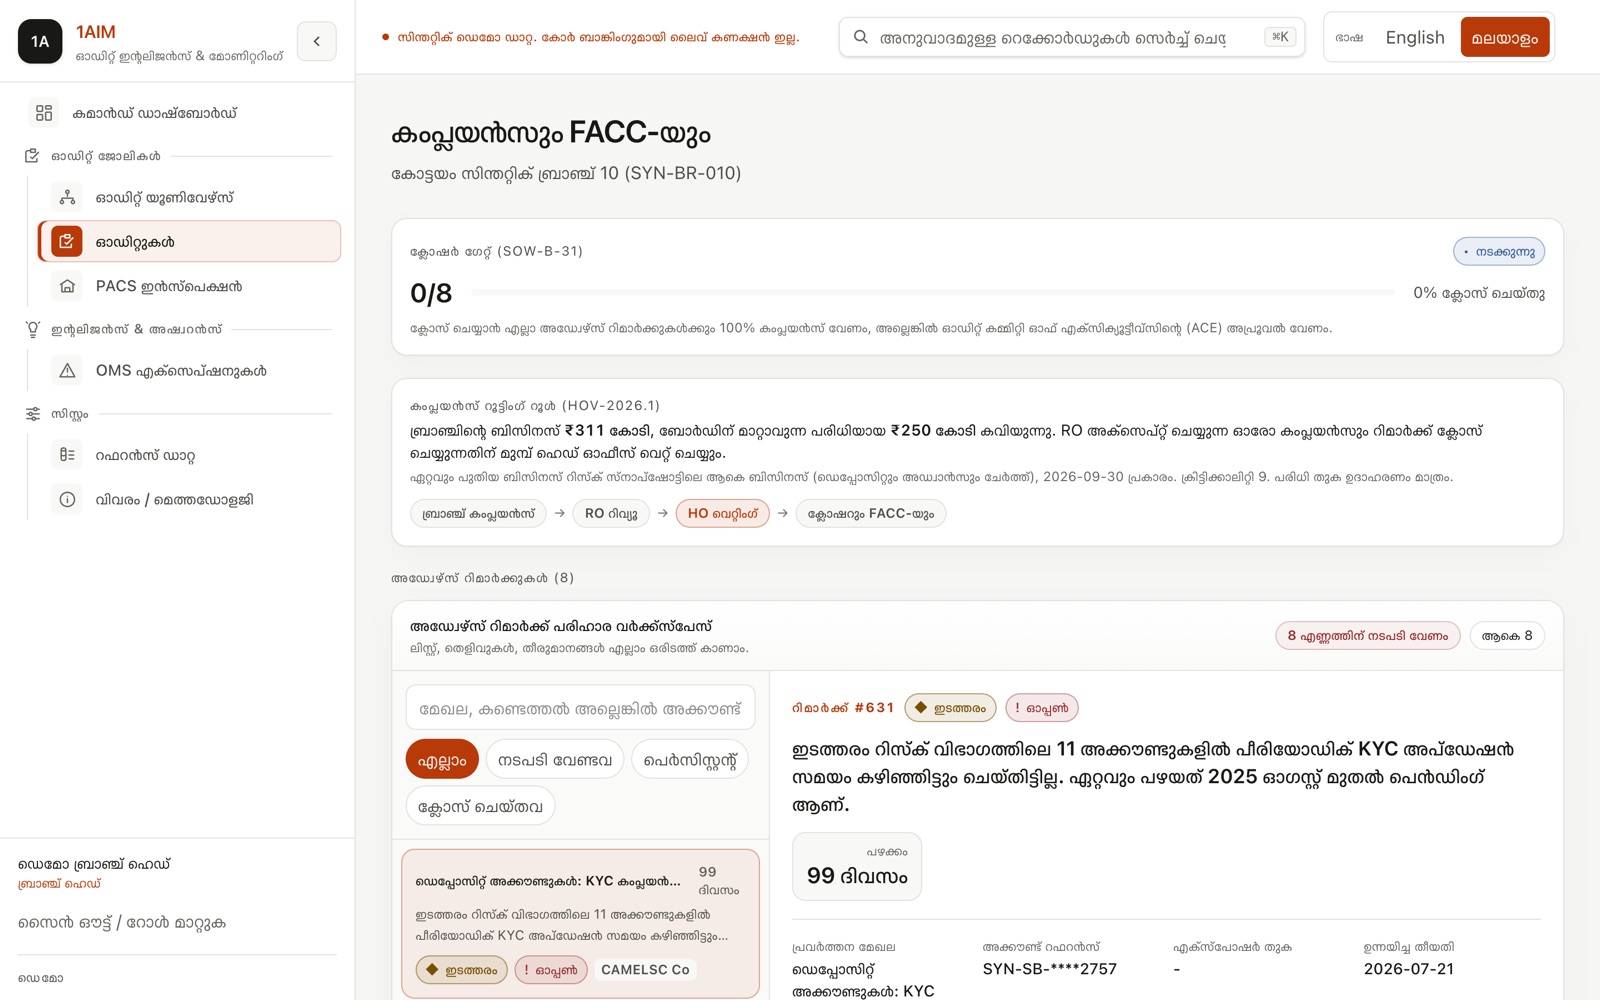 1A
1AIM
ഓഡിറ്റ് ഇന്റലിജൻസ് & മോണിറ്ററിംഗ്
കമാൻഡ് ഡാഷ്ബോർഡ്
ഓഡിറ്റ് ജോലികൾ
ഓഡിറ്റ് യൂണിവേഴ്സ്
ഓഡിറ്റുകൾ
PACS ഇൻസ്പെക്ഷൻ
ഇന്റലിജൻസ് & അഷ്വറൻസ്
OMS എക്സെപ്ഷനുകൾ
സിസ്റ്റം
റഫറൻസ് ഡാറ്റ
വിവരം / മെത്തഡോളജി
ഡെമോ ബ്രാഞ്ച് ഹെഡ്
ബ്രാഞ്ച് ഹെഡ്
സൈൻ ഔട്ട് / റോൾ മാറ്റുക
ഡെമോ
സിന്തറ്റിക് ഡെമോ ഡാറ്റ. കോർ ബാങ്കിംഗുമായി ലൈവ് കണക്ഷൻ ഇല്ല.
അനുവാദമുള്ള റെക്കോർഡുകൾ സെർച്ച് ചെയ്യ
⌘K
ഭാഷ
English
മലയാളം
കംപ്ലയൻസും FACC-യും
കോട്ടയം സിന്തറ്റിക് ബ്രാഞ്ച് 10 (SYN-BR-010)
ക്ലോഷർ ഗേറ്റ് (SOW-B-31)
നടക്കുന്നു
0/8
0% ക്ലോസ് ചെയ്തു
ക്ലോസ് ചെയ്യാൻ എല്ലാ അഡ്വേഴ്സ് റിമാർക്കുകൾക്കും 100% കംപ്ലയൻസ് വേണം, അല്ലെങ്കിൽ ഓഡിറ്റ് കമ്മിറ്റി ഓഫ് എക്സിക്യൂട്ടീവ്സിന്റെ (ACE) അപ്രൂവൽ വേണം.
കംപ്ലയൻസ് റൂട്ടിംഗ് റൂൾ (HOV-2026.1)
ബ്രാഞ്ചിന്റെ ബിസിനസ് ₹311 കോടി, ബോർഡിന് മാറ്റാവുന്ന പരിധിയായ ₹250 കോടി കവിയുന്നു. RO അക്സെപ്റ്റ് ചെയ്യുന്ന ഓരോ കംപ്ലയൻസും റിമാർക്ക് ക്ലോസ്
ചെയ്യുന്നതിന് മുമ്പ് ഹെഡ് ഓഫീസ് വെറ്റ് ചെയ്യും.
ഏറ്റവും പുതിയ ബിസിനസ് റിസ്ക് സ്നാപ്ഷോട്ടിലെ ആകെ ബിസിനസ് (ഡെപ്പോസിറ്റും അഡ്വാൻസും ചേർത്ത്), 2026-09-30 പ്രകാരം. ക്രിട്ടിക്കാലിറ്റി 9. പരിധി തുക ഉദാഹരണം മാത്രം.
ബ്രാഞ്ച് കംപ്ലയൻസ് → RO റിവ്യൂ → HO വെറ്റിംഗ് → ക്ലോഷറും FACC-യും
അഡ്വേഴ്സ് റിമാർക്കുകൾ (8)
അഡ്വേഴ്സ് റിമാർക്ക് പരിഹാര വർക്ക്സ്പേസ്
ലിസ്റ്റ്, തെളിവുകൾ, തീരുമാനങ്ങൾ എല്ലാം ഒരിടത്ത് കാണാം.
8 എണ്ണത്തിന് നടപടി വേണം
ആകെ 8
മേഖല, കണ്ടെത്തൽ അല്ലെങ്കിൽ അക്കൗണ്ട്
എല്ലാം
നടപടി വേണ്ടവ
പെർസിസ്റ്റന്റ്
ക്ലോസ് ചെയ്തവ
ഡെപ്പോസിറ്റ് അക്കൗണ്ടുകൾ: KYC കംപ്ലയൻ...
99
ദിവസം
ഇടത്തരം റിസ്ക് വിഭാഗത്തിലെ 11 അക്കൗണ്ടുകളിൽ
പീരിയോഡിക് KYC അപ്ഡേഷൻ സമയം കഴിഞ്ഞിട്ടും...
ഇടത്തരം
! ഓപ്പൺ
CAMELSC Co
റിമാർക്ക് #631
ഇടത്തരം
! ഓപ്പൺ
ഇടത്തരം റിസ്ക് വിഭാഗത്തിലെ 11 അക്കൗണ്ടുകളിൽ പീരിയോഡിക് KYC അപ്ഡേഷൻ
സമയം കഴിഞ്ഞിട്ടും ചെയ്തിട്ടില്ല. ഏറ്റവും പഴയത് 2025 ഓഗസ്റ്റ് മുതൽ പെൻഡിംഗ്
ആണ്.
പഴക്കം
99 ദിവസം
പ്രവർത്തന മേഖല
ഡെപ്പോസിറ്റ്
അക്കൗണ്ടുകൾ: KYC
അക്കൗണ്ട് റഫറൻസ്
SYN-SB-****2757
എക്സ്പോഷർ തുക
-
ഉന്നയിച്ച തീയതി
2026-07-21